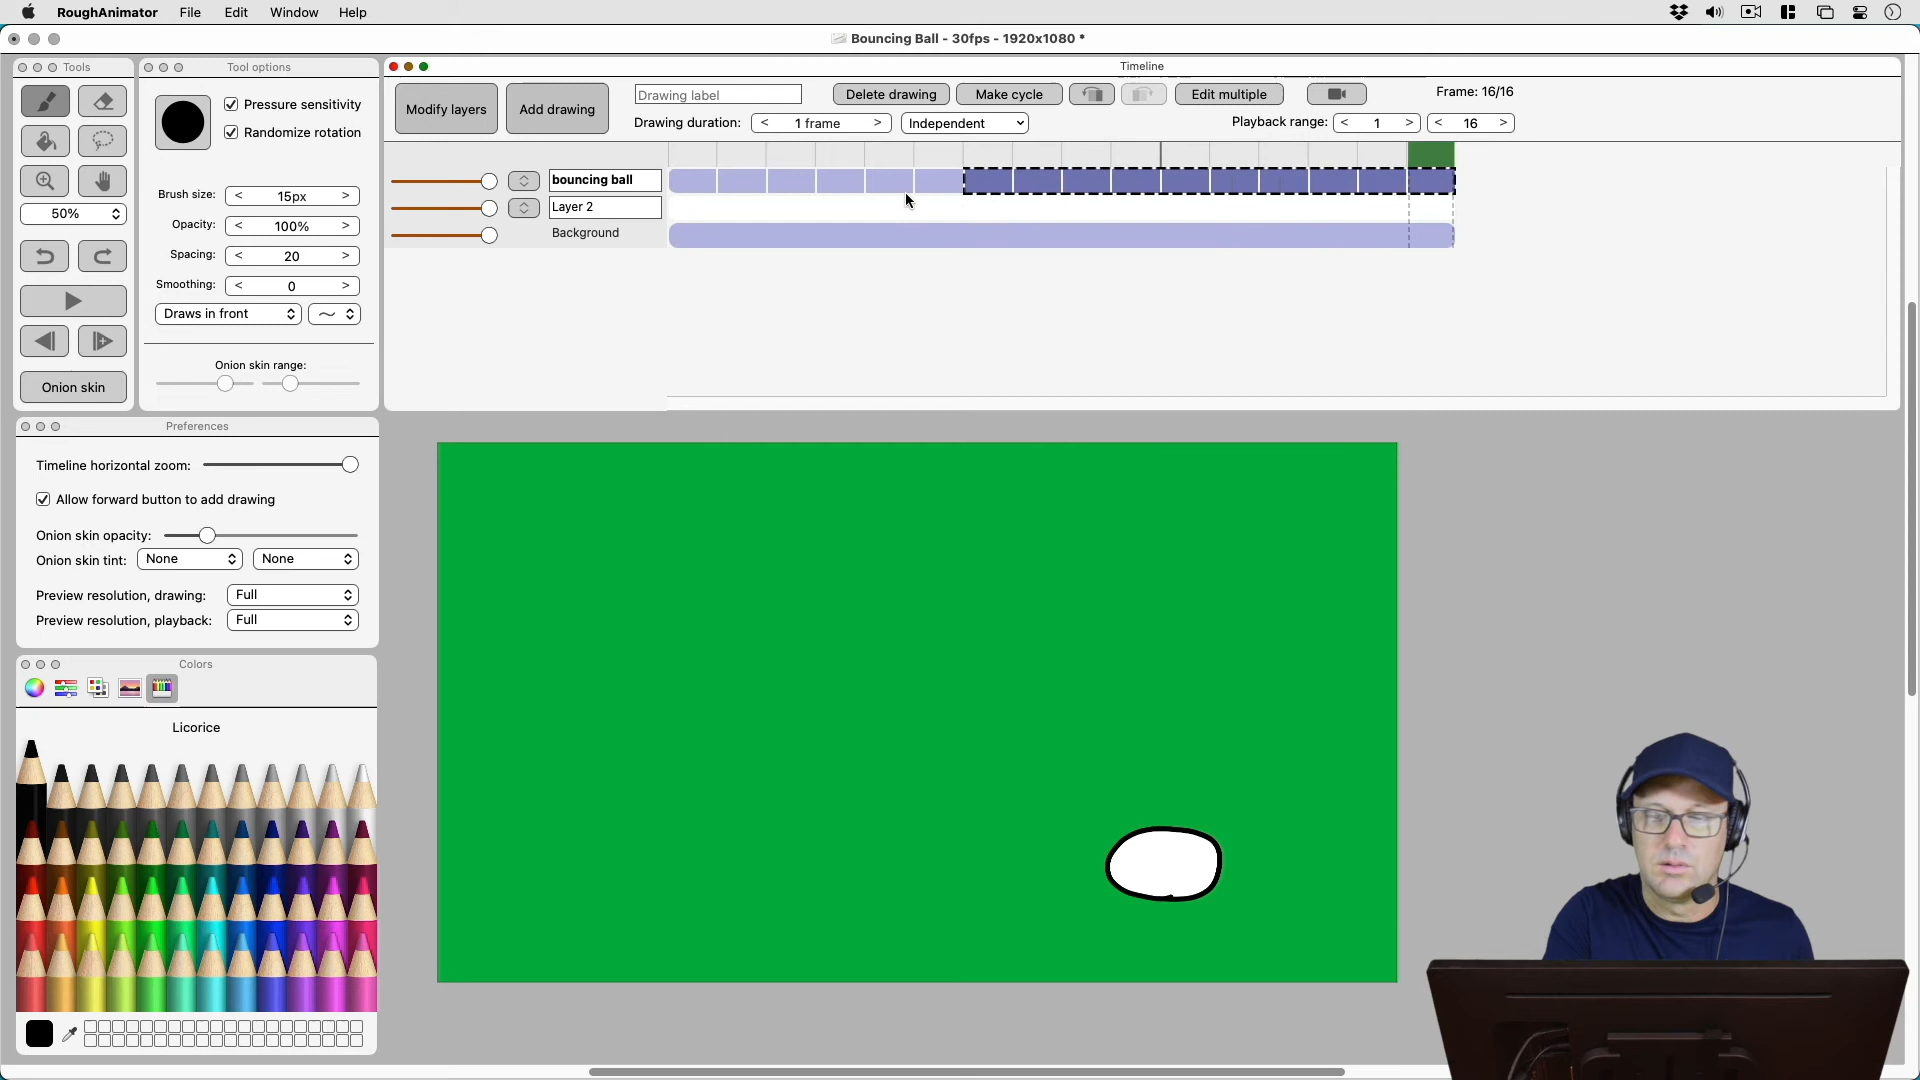 RoughAnimator File Edit Window Help
Bouncing Ball - 30fps - 1920x1080 *
Tools
Tool options
Timeline
Pressure sensitivity
Randomize rotation
Modify layers
Add drawing
Drawing label
Delete drawing
Make cycle
Edit multiple
Frame: 16/16
Drawing duration: < 1 frame > Independent
Playback range: < 1 > < 16 >
bouncing ball
Layer 2
Background
50%
Brush size: < 15px >
Opacity: < 100% >
Spacing: < 20 >
Smoothing: < 0 >
Draws in front
Onion skin range:
Onion skin
Preferences
Timeline horizontal zoom:
Allow forward button to add drawing
Onion skin opacity:
Onion skin tint: None None
Preview resolution, drawing: Full
Preview resolution, playback: Full
Colors
Licorice